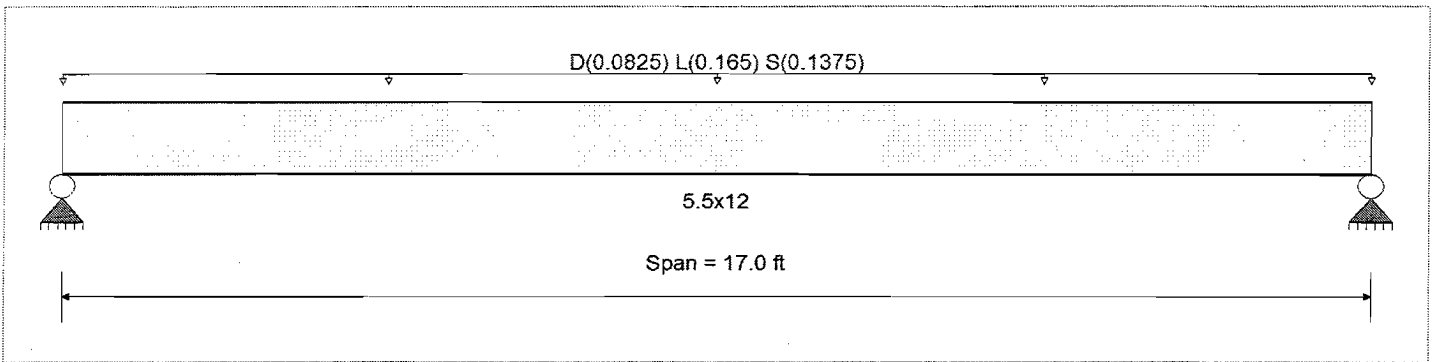 D(0.0825) L(0.165) S(0.1375)
5.5x12
Span = 17.0 ft